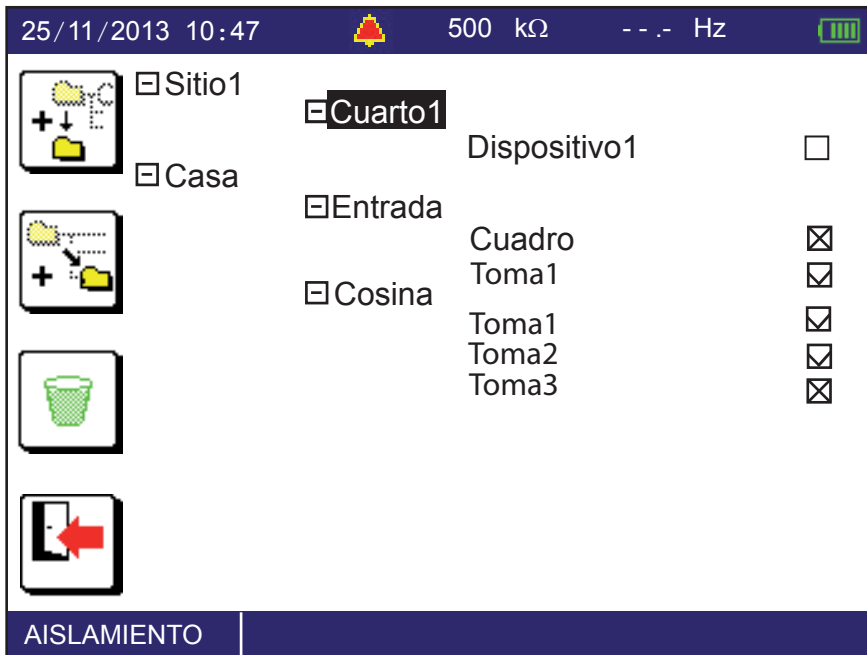 25/11/2013 10:47 500 kΩ - - .- Hz
Sitio1
Cuarto1
Dispositivo1
Casa
Entrada
Cuadro
Toma1
Cosina
Toma1
Toma2
Toma3
AISLAMIENTO